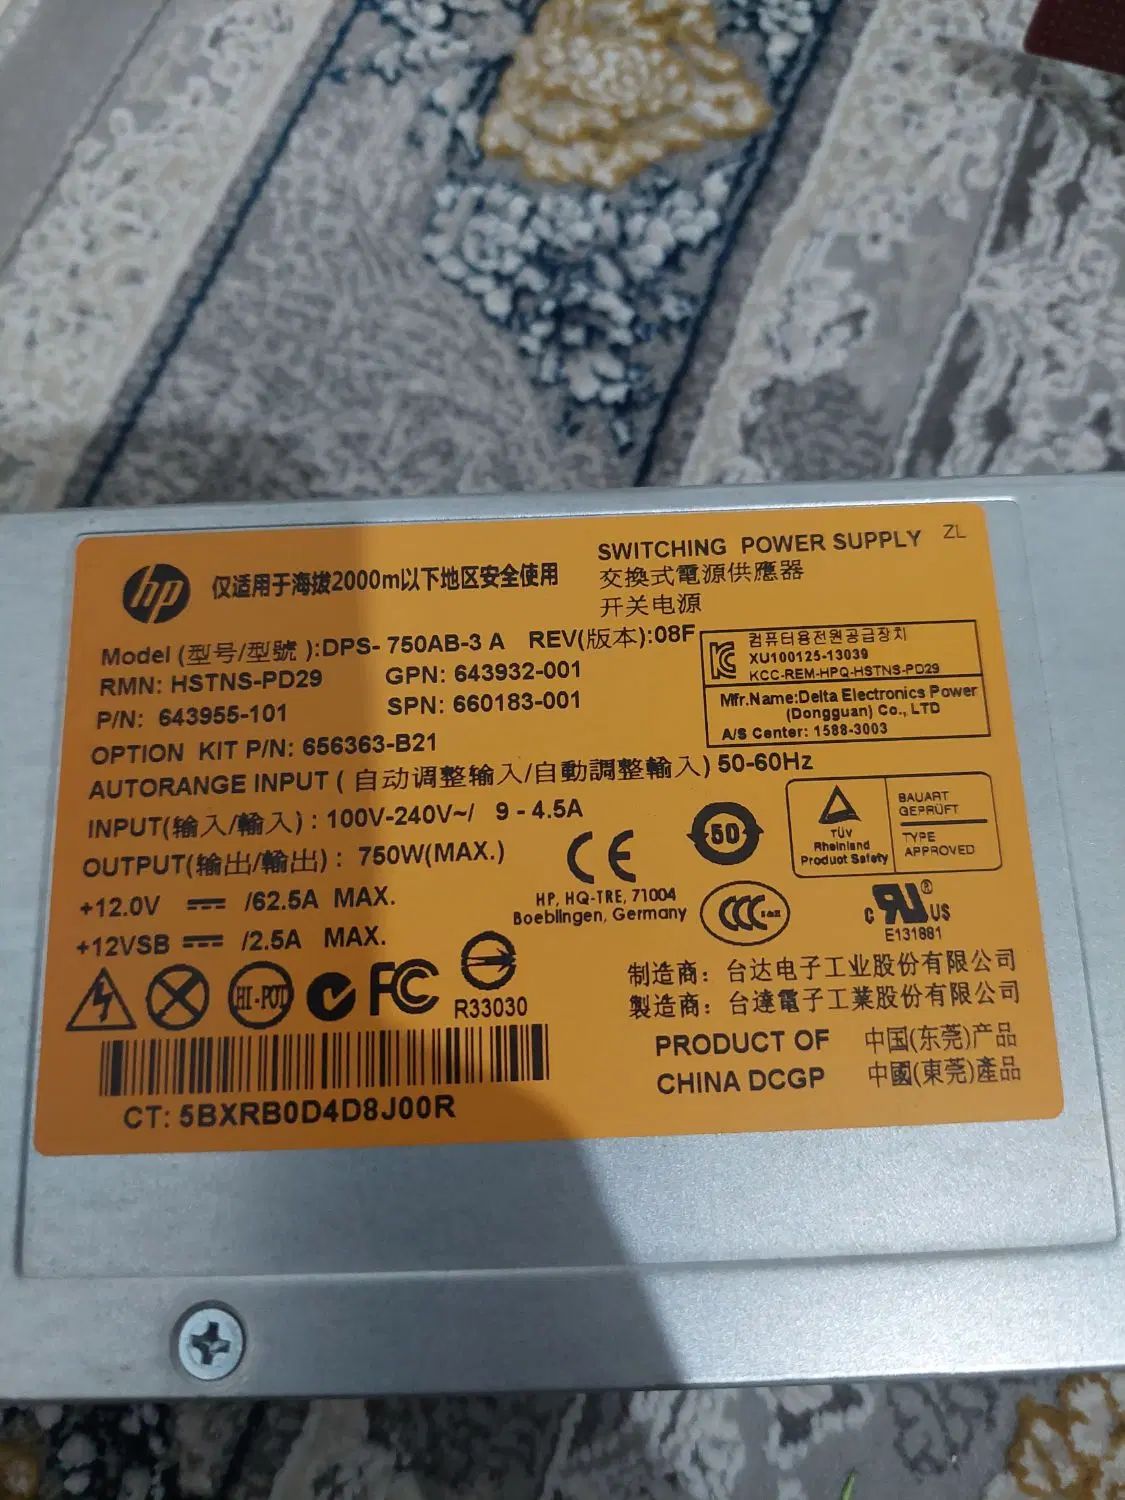 SWITCHING POWER SUPPLY ZL
hp 仅适用于海拔2000m以下地区安全使用
交換式電源供應器
开关电源
Model (型号/型號 ):DPS- 750AB-3 A REV(版本):08F
RMN: HSTNS-PD29 GPN: 643932-001
P/N: 643955-101 SPN: 660183-001
OPTION KIT P/N: 656363-B21
컴퓨터용전원공급장치
XU100125-13039
KCC-REM-HPQ-HSTNS-PD29
Mfr.Name:Delta Electronics Power
(Dongguan) Co., LTD
A/S Center: 1588-3003
AUTORANGE INPUT ( 自动调整输入/自動調整輸入) 50-60Hz
INPUT(输入/輸入) : 100V-240V~/ 9 - 4.5A
OUTPUT(输出/輸出) : 750W(MAX.)
+12.0V /62.5A MAX.
+12VSB /2.5A MAX.
CE
HP, HQ-TRE, 71004
Boeblingen, Germany
50
TÜV
Rheinland
Product Safety
BAUART
GEPRÜFT
TYPE
APPROVED
CCC S&E
c RU ® US
E131881
HI-POT
FC
R33030
制造商：台达电子工业股份有限公司
製造商：台達電子工業股份有限公司
PRODUCT OF 中国(东莞)产品
CHINA DCGP 中國(東莞)產品
CT: 5BXRB0D4D8J00R